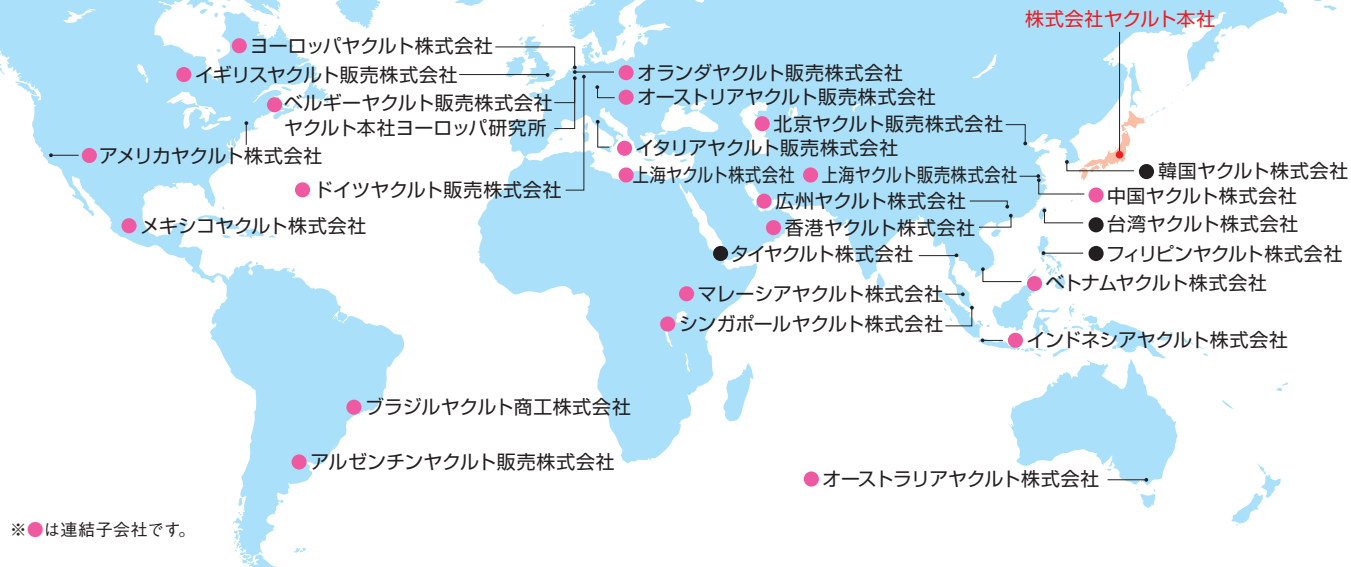 株式会社ヤクルト本社
●ヨーロッパヤクルト株式会社
●イギリスヤクルト販売株式会社
●ベルギーヤクルト販売株式会社
ヤクルト本社ヨーロッパ研究所
●アメリカヤクルト株式会社
●ドイツヤクルト販売株式会社
●メキシコヤクルト株式会社
●オランダヤクルト販売株式会社
●オーストリアヤクルト販売株式会社
●イタリアヤクルト販売株式会社
●北京ヤクルト販売株式会社
●上海ヤクルト株式会社 ●上海ヤクルト販売株式会社
●広州ヤクルト株式会社
●香港ヤクルト株式会社
●タイヤクルト株式会社
●マレーシアヤクルト株式会社
●シンガポールヤクルト株式会社
●韓国ヤクルト株式会社
●中国ヤクルト株式会社
●台湾ヤクルト株式会社
●フィリピンヤクルト株式会社
●ベトナムヤクルト株式会社
●インドネシアヤクルト株式会社
●ブラジルヤクルト商工株式会社
●アルゼンチンヤクルト販売株式会社
●オーストラリアヤクルト株式会社
※●は連結子会社です。